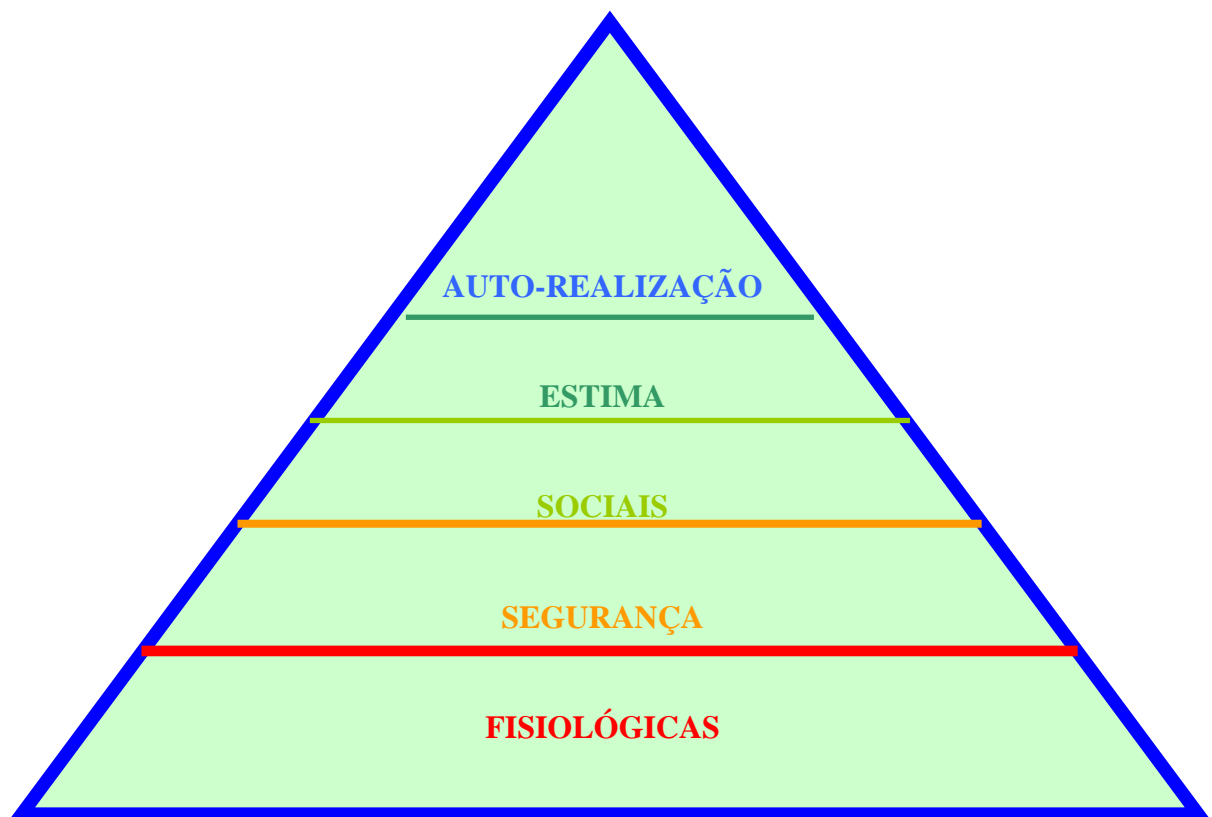 AUTO-REALIZAÇÃO
ESTIMA
SOCIAIS
SEGURANÇA
FISIOLÓGICAS